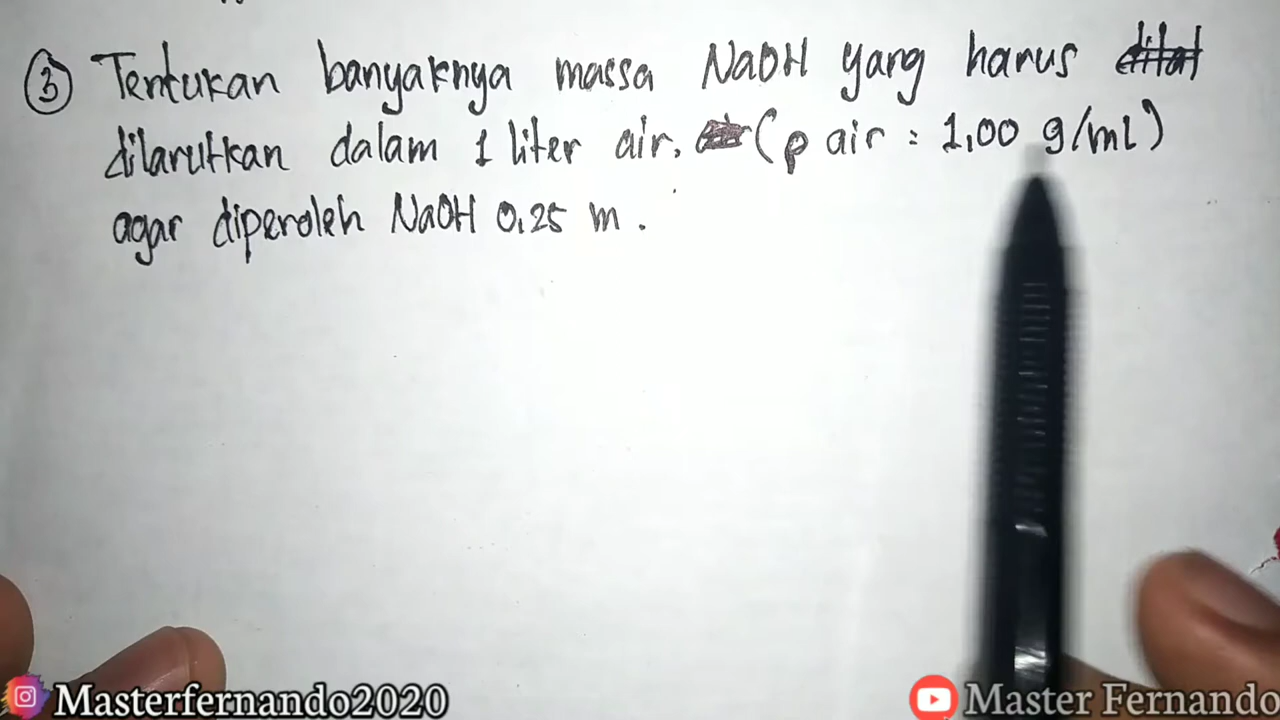 3 Tentukan banyaknya massa NaOH yang harus
dilarutkan dalam 1 liter air. (ρ air = 1,00 g/ml)
agar diperoleh NaOH 0,25 m.
Masterfernando2020
Master Fernando